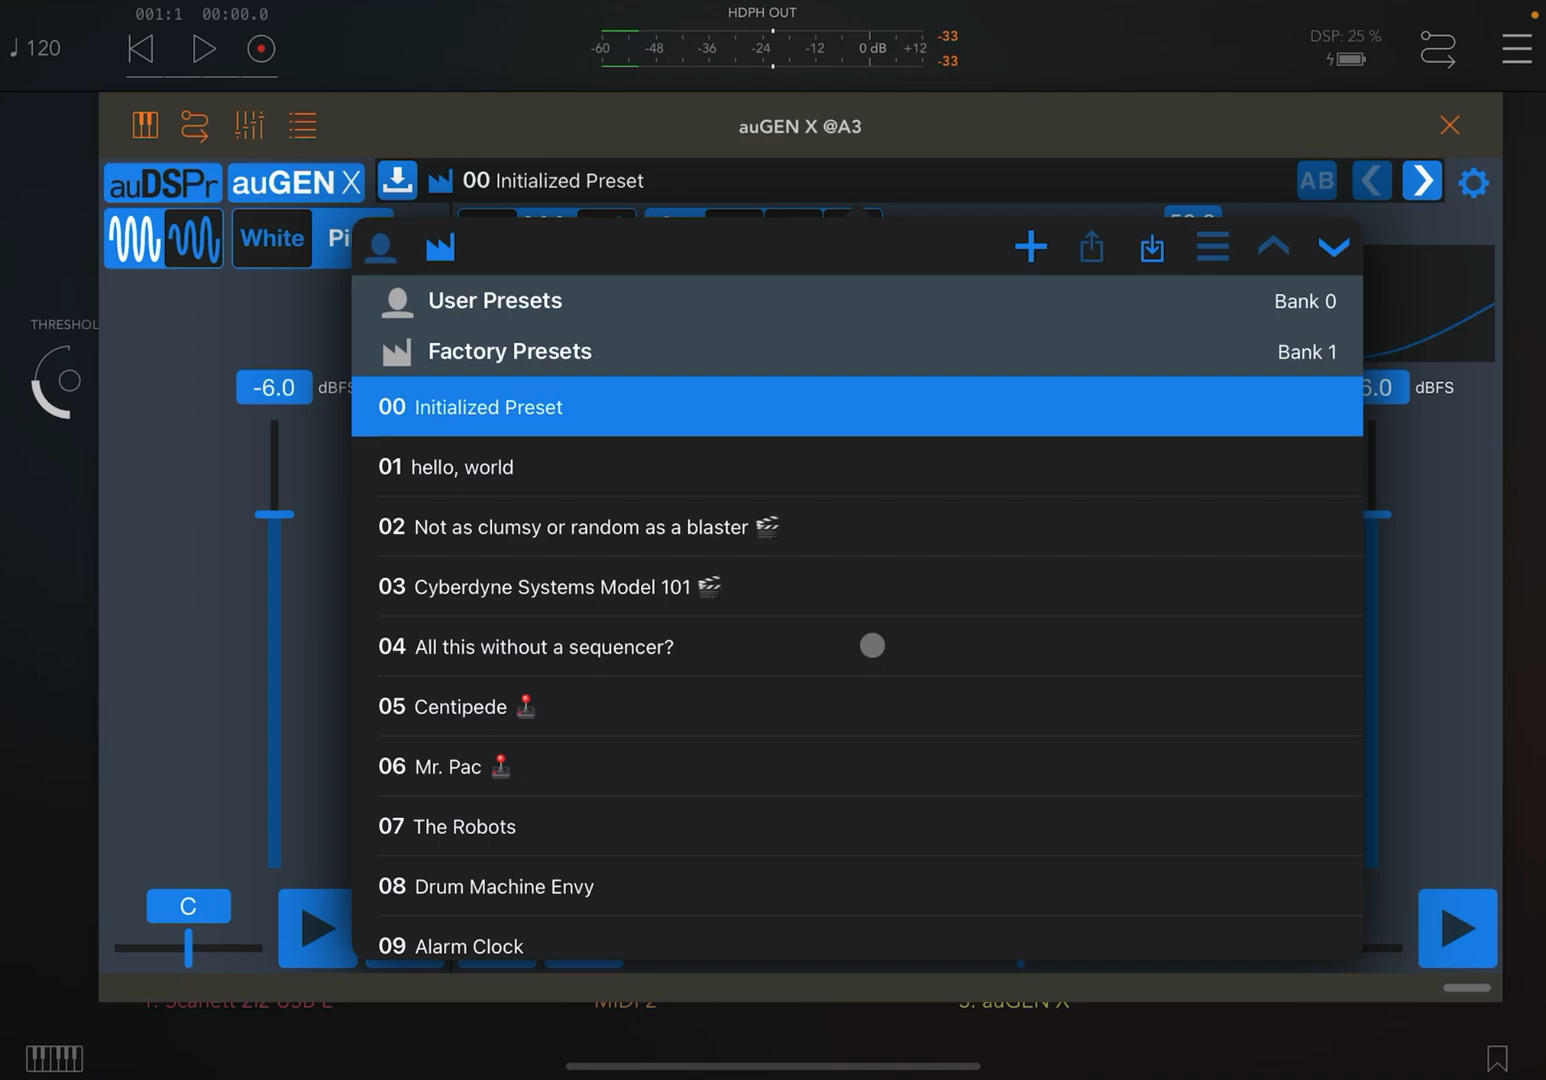 001:1 00:00.0
HDPH OUT
120
-60 -48 -36 -24 -12 0 dB +12
-33
-33
DSP: 25 %
auGEN X @A3
auDSPr auGEN X 00 Initialized Preset AB
White Pi
User Presets Bank 0
THRESHOL
Factory Presets Bank 1
-6.0 dBFS
6.0 dBFS
00 Initialized Preset
01 hello, world
02 Not as clumsy or random as a blaster
03 Cyberdyne Systems Model 101
04 All this without a sequencer?
05 Centipede
06 Mr. Pac
07 The Robots
08 Drum Machine Envy
C
09 Alarm Clock